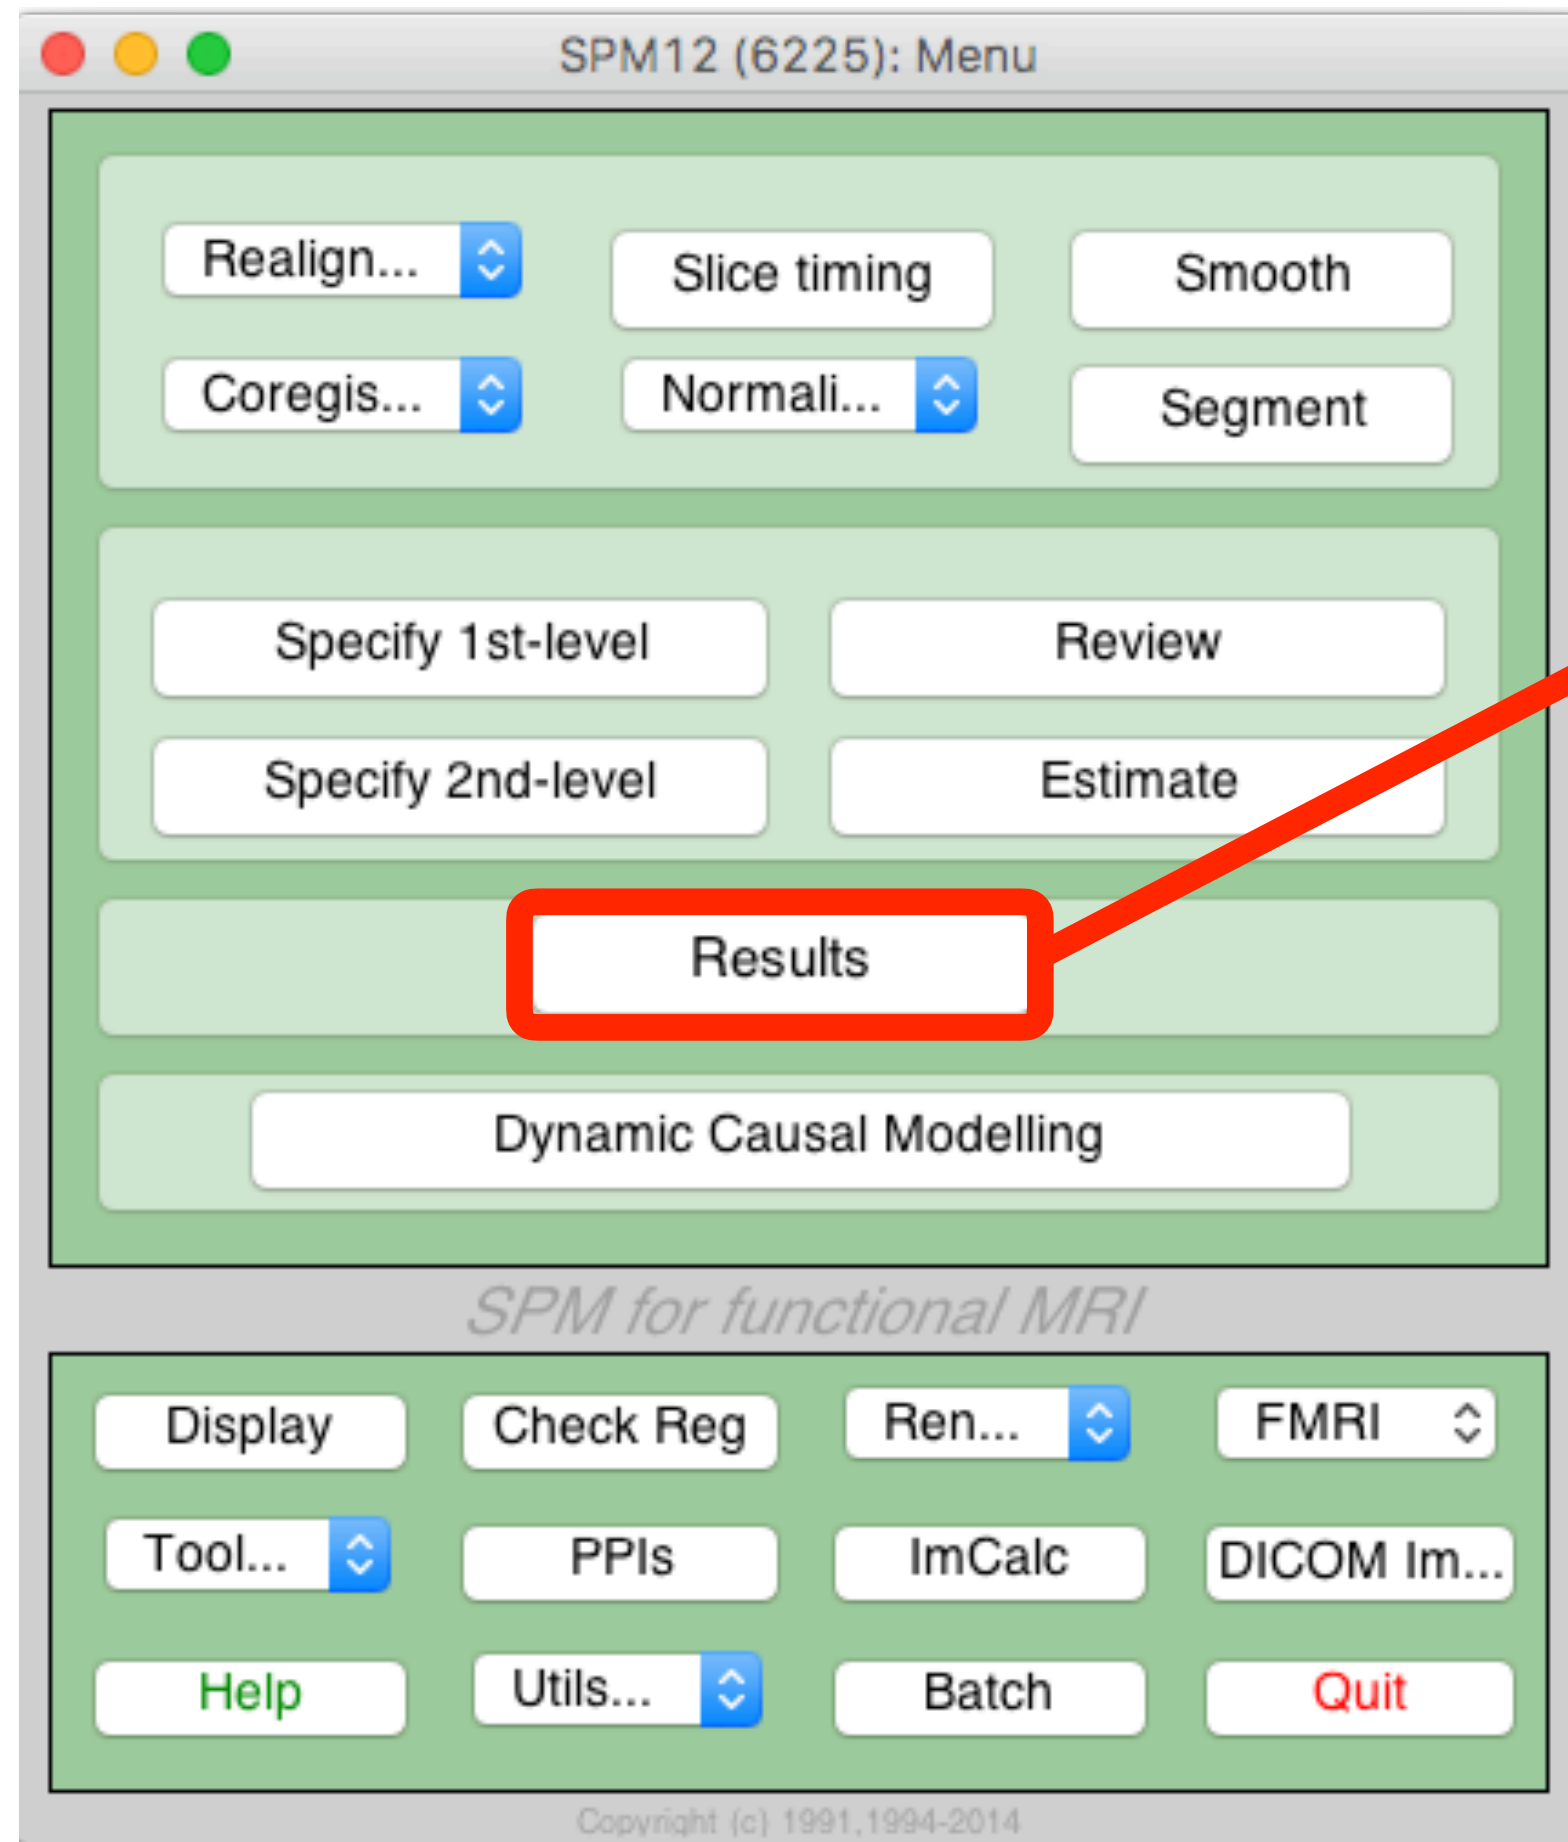 SPM12 (6225): Menu
Realign... Slice timing Smooth
Coregis... Normali... Segment
Specify 1st-level Review
Specify 2nd-level Estimate
Results
Dynamic Causal Modelling
SPM for functional MRI
Display Check Reg Ren... FMRI
Tool... PPIs ImCalc DICOM Im...
Help Utils... Batch Quit
Copyright (c) 1991,1994-2014